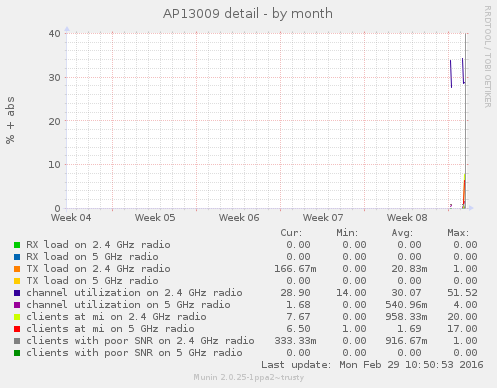 AP13009 detail - by month
RRDTOOL / TOBI OETIKER
% + abs
40
30
20
10
0
Week 04 Week 05 Week 06 Week 07 Week 08
Cur: Min: Avg: Max:
RX load on 2.4 GHz radio 0.00 0.00 0.00 0.00
RX load on 5 GHz radio 0.00 0.00 0.00 0.00
TX load on 2.4 GHz radio 166.67m 0.00 20.83m 1.00
TX load on 5 GHz radio 0.00 0.00 0.00 0.00
channel utilization on 2.4 GHz radio 28.90 14.00 30.07 51.52
channel utilization on 5 GHz radio 1.68 0.00 540.96m 4.00
clients at mi on 2.4 GHz radio 7.67 0.00 958.33m 20.00
clients at mi on 5 GHz radio 6.50 1.00 1.69 17.00
clients with poor SNR on 2.4 GHz radio 333.33m 0.00 916.67m 1.00
clients with poor SNR on 5 GHz radio 0.00 0.00 0.00 0.00
Last update: Mon Feb 29 10:50:53 2016
Munin 2.0.25-1ppa2~trusty